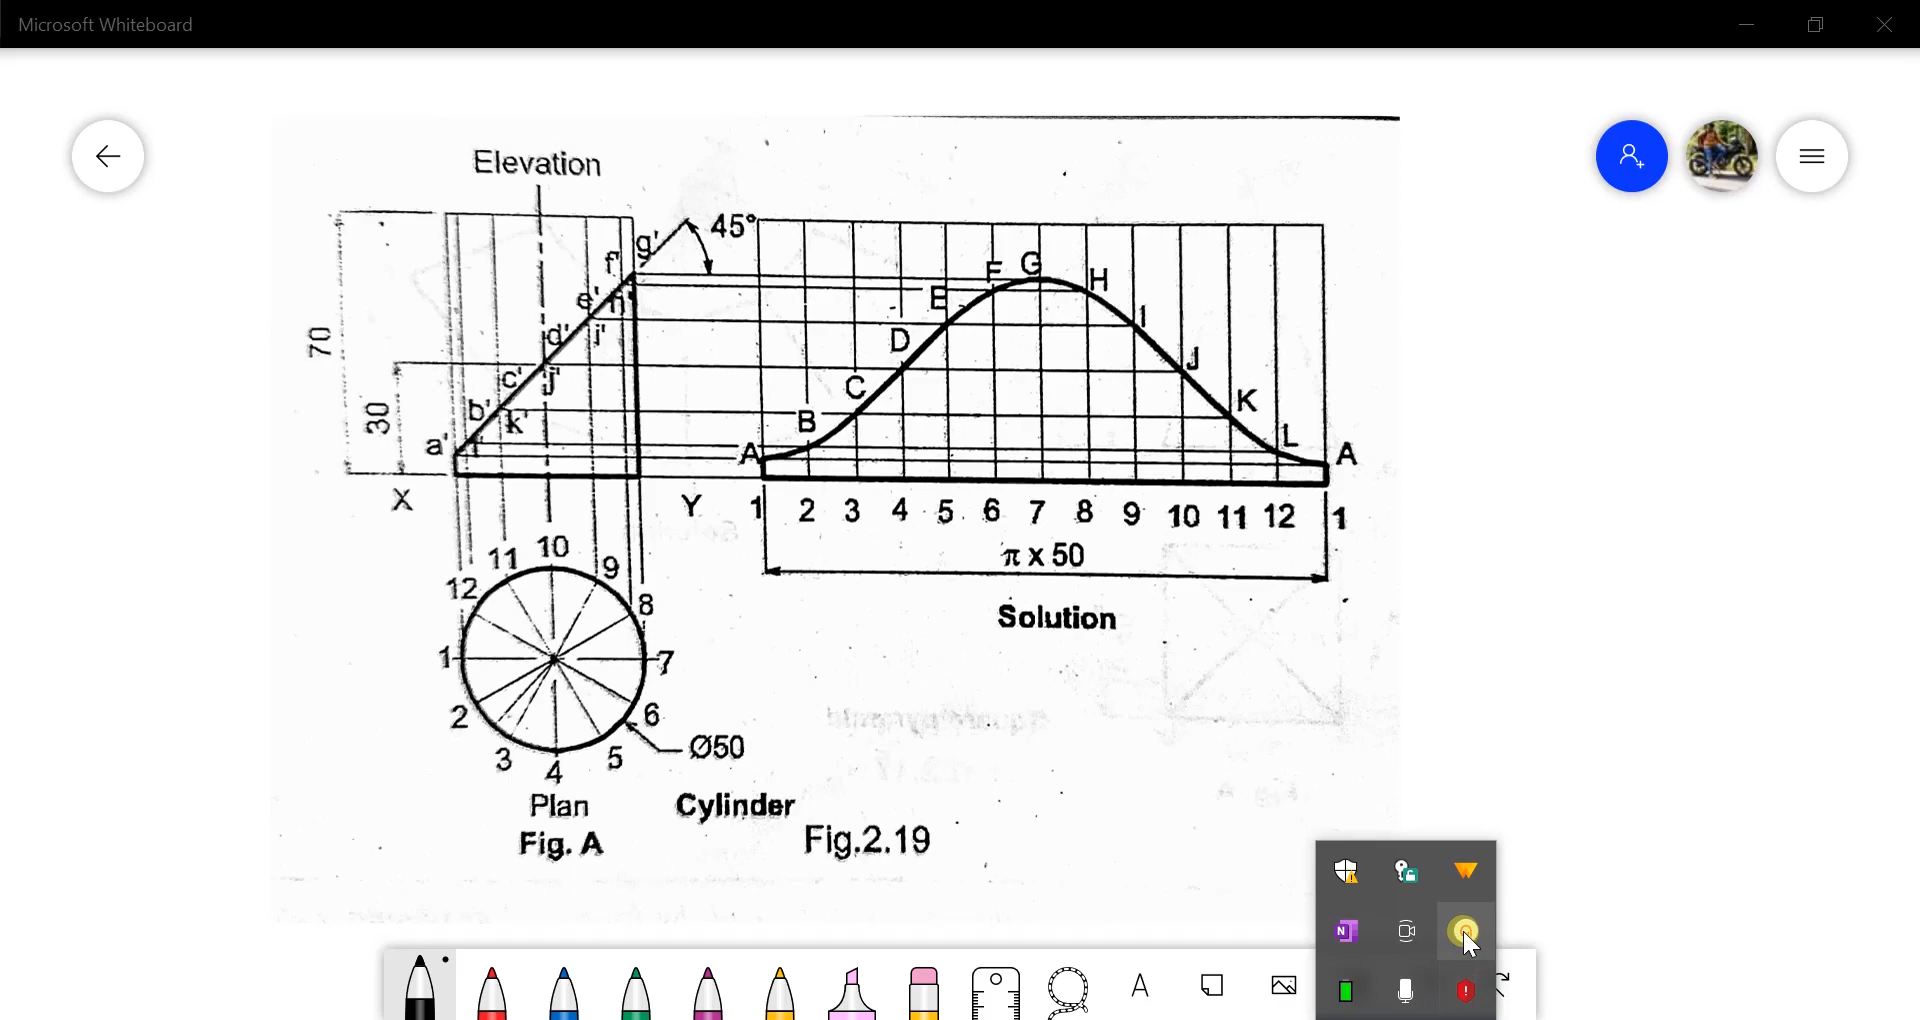 Microsoft Whiteboard
Elevation
45°
g'
f'
e'
h'
d'
i'
c'
j'
b'
k'
a'
70
30
X
Y
A
B
C
D
E
F
G
H
I
J
K
L
A
1 2 3 4 5 6 7 8 9 10 11 12 1
π x 50
Solution
10
11
9
12
8
1
7
2
6
3
5
4
Ø50
Plan
Cylinder
Fig. A
Fig.2.19
A
N